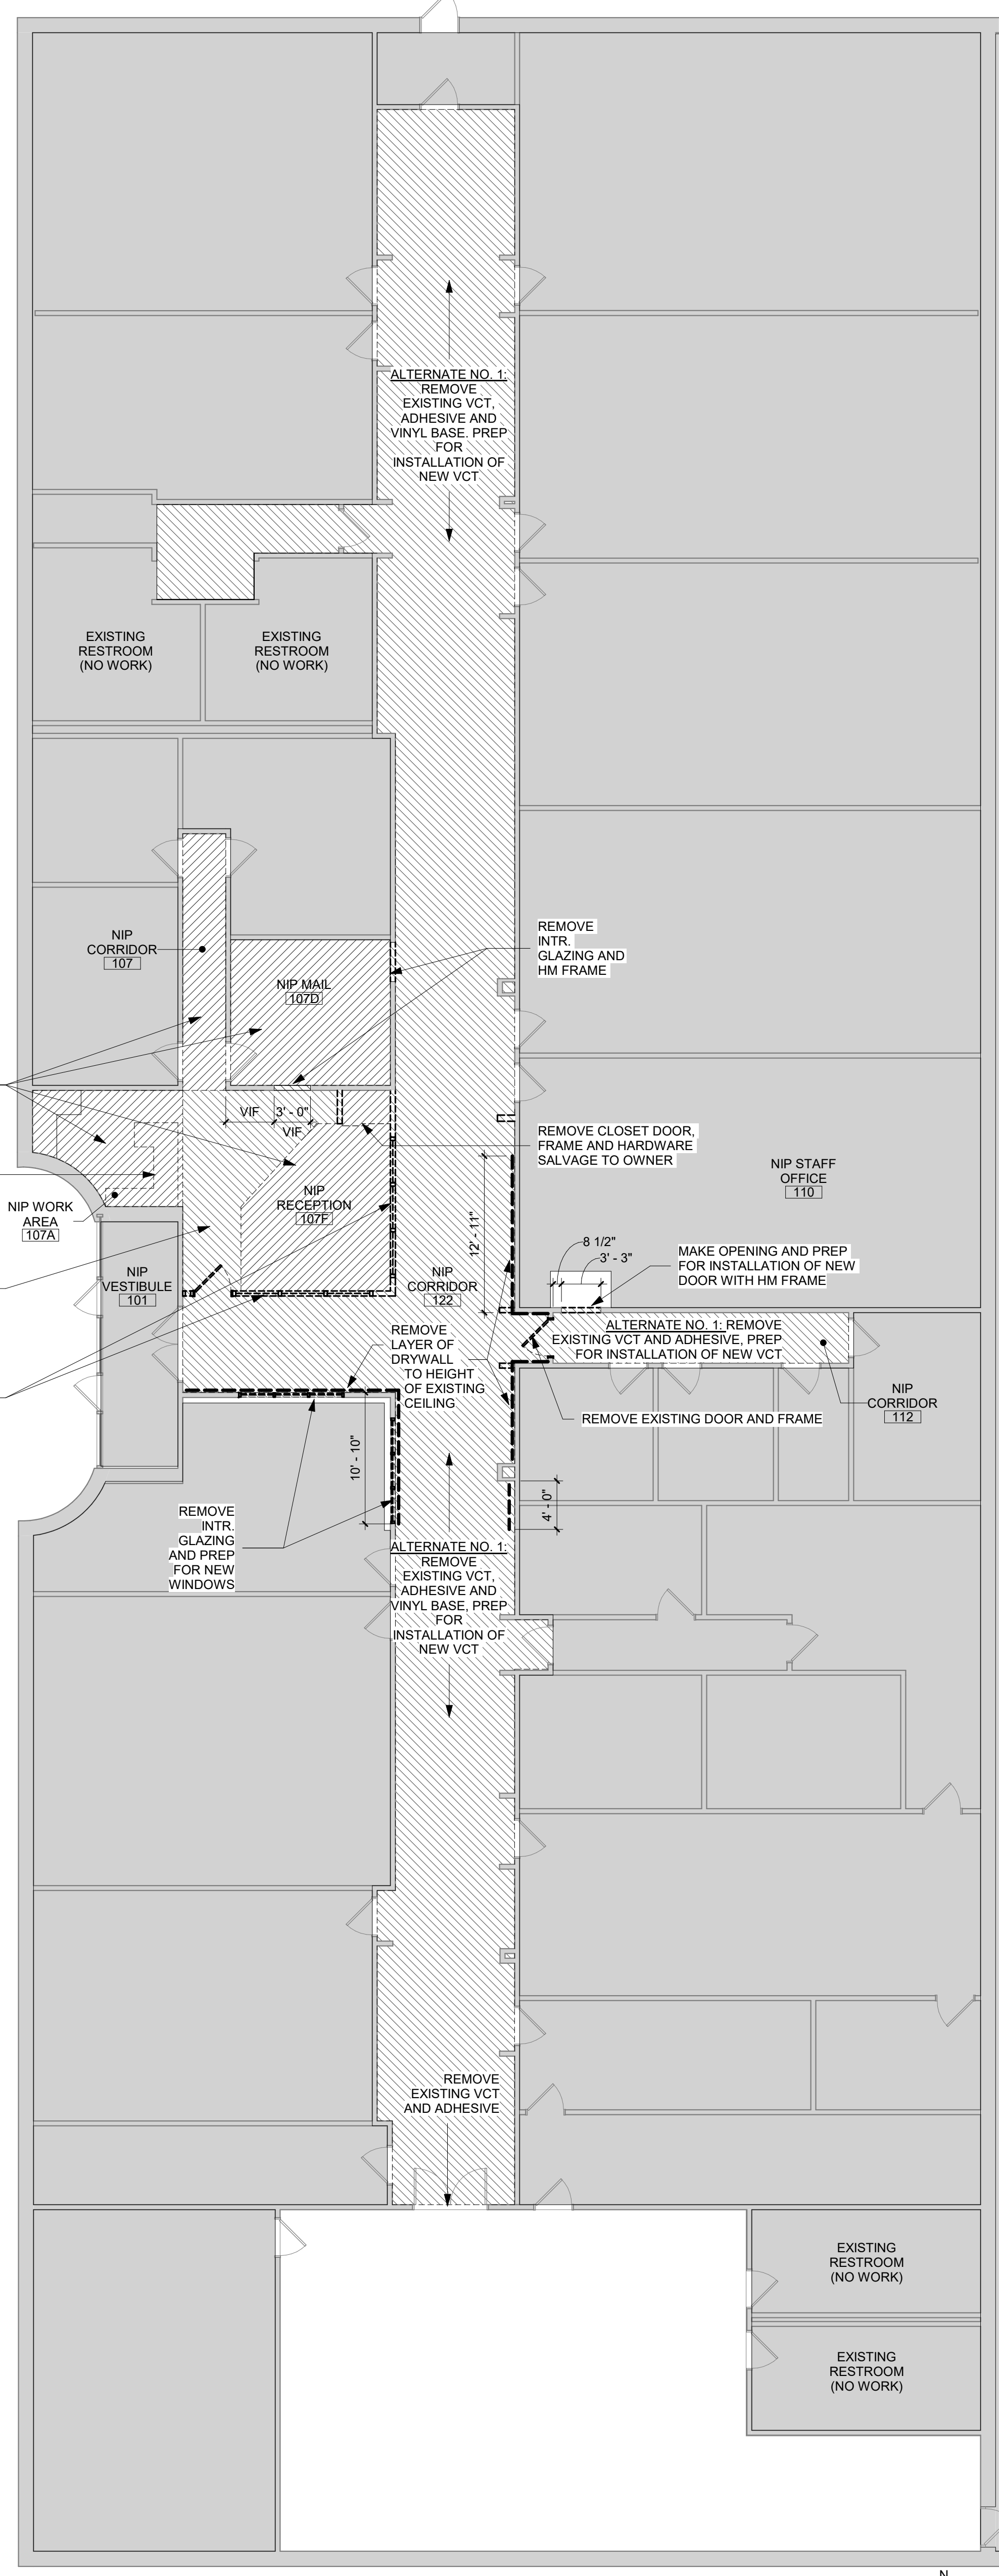 ALTERNATE NO. 1:
REMOVE
EXISTING VCT,
ADHESIVE AND
VINYL BASE. PREP
FOR
INSTALLATION OF
NEW VCT
EXISTING
RESTROOM
(NO WORK)
EXISTING
RESTROOM
(NO WORK)
NIP
CORRIDOR
107
NIP MAIL
107D
REMOVE
INTR.
GLAZING AND
HM FRAME
VIF
3' - 0"
VIF
REMOVE CLOSET DOOR,
FRAME AND HARDWARE
SALVAGE TO OWNER
NIP STAFF
OFFICE
110
NIP WORK
AREA
107A
NIP
RECEPTION
107F
12' - 11"
8 1/2"
3' - 3"
MAKE OPENING AND PREP
FOR INSTALLATION OF NEW
DOOR WITH HM FRAME
NIP
VESTIBULE
101
NIP
CORRIDOR
122
REMOVE
LAYER OF
DRYWALL
TO HEIGHT
OF EXISTING
CEILING
ALTERNATE NO. 1: REMOVE
EXISTING VCT AND ADHESIVE, PREP
FOR INSTALLATION OF NEW VCT
NIP
CORRIDOR
112
REMOVE EXISTING DOOR AND FRAME
10' - 10"
4' - 0"
REMOVE
INTR.
GLAZING
AND PREP
FOR NEW
WINDOWS
ALTERNATE NO. 1:
REMOVE
EXISTING VCT,
ADHESIVE AND
VINYL BASE, PREP
FOR
INSTALLATION OF
NEW VCT
REMOVE
EXISTING VCT
AND ADHESIVE
EXISTING
RESTROOM
(NO WORK)
EXISTING
RESTROOM
(NO WORK)
N